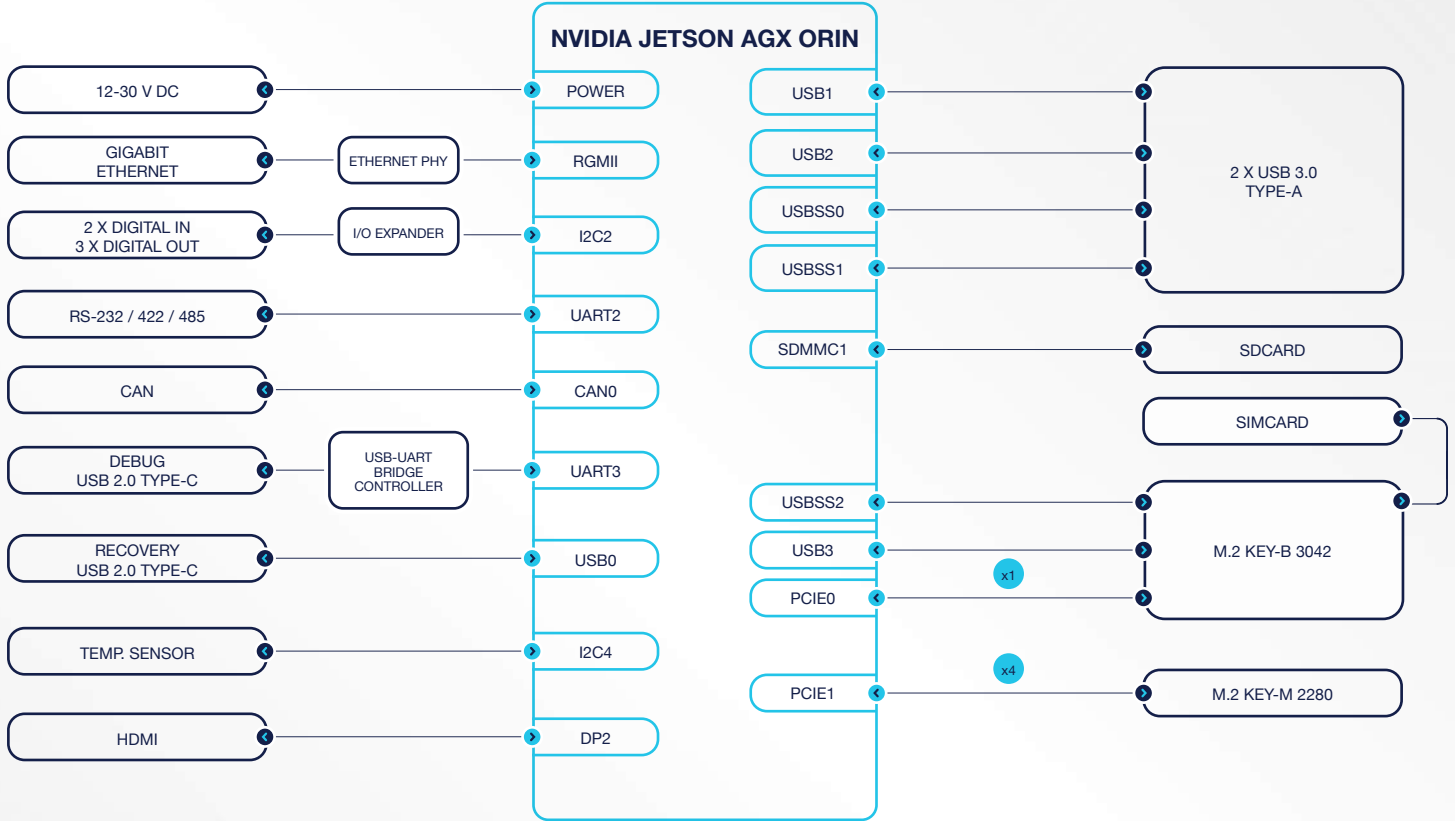 NVIDIA JETSON AGX ORIN
12-30 V DC
POWER
GIGABIT
ETHERNET
ETHERNET PHY
RGMII
2 X DIGITAL IN
3 X DIGITAL OUT
I/O EXPANDER
I2C2
RS-232 / 422 / 485
UART2
CAN
CAN0
DEBUG
USB 2.0 TYPE-C
USB-UART
BRIDGE
CONTROLLER
UART3
RECOVERY
USB 2.0 TYPE-C
USB0
TEMP. SENSOR
I2C4
HDMI
DP2
USB1
USB2
USBSS0
USBSS1
2 X USB 3.0
TYPE-A
SDMMC1
SDCARD
SIMCARD
USBSS2
USB3
PCIE0
x1
M.2 KEY-B 3042
PCIE1
x4
M.2 KEY-M 2280